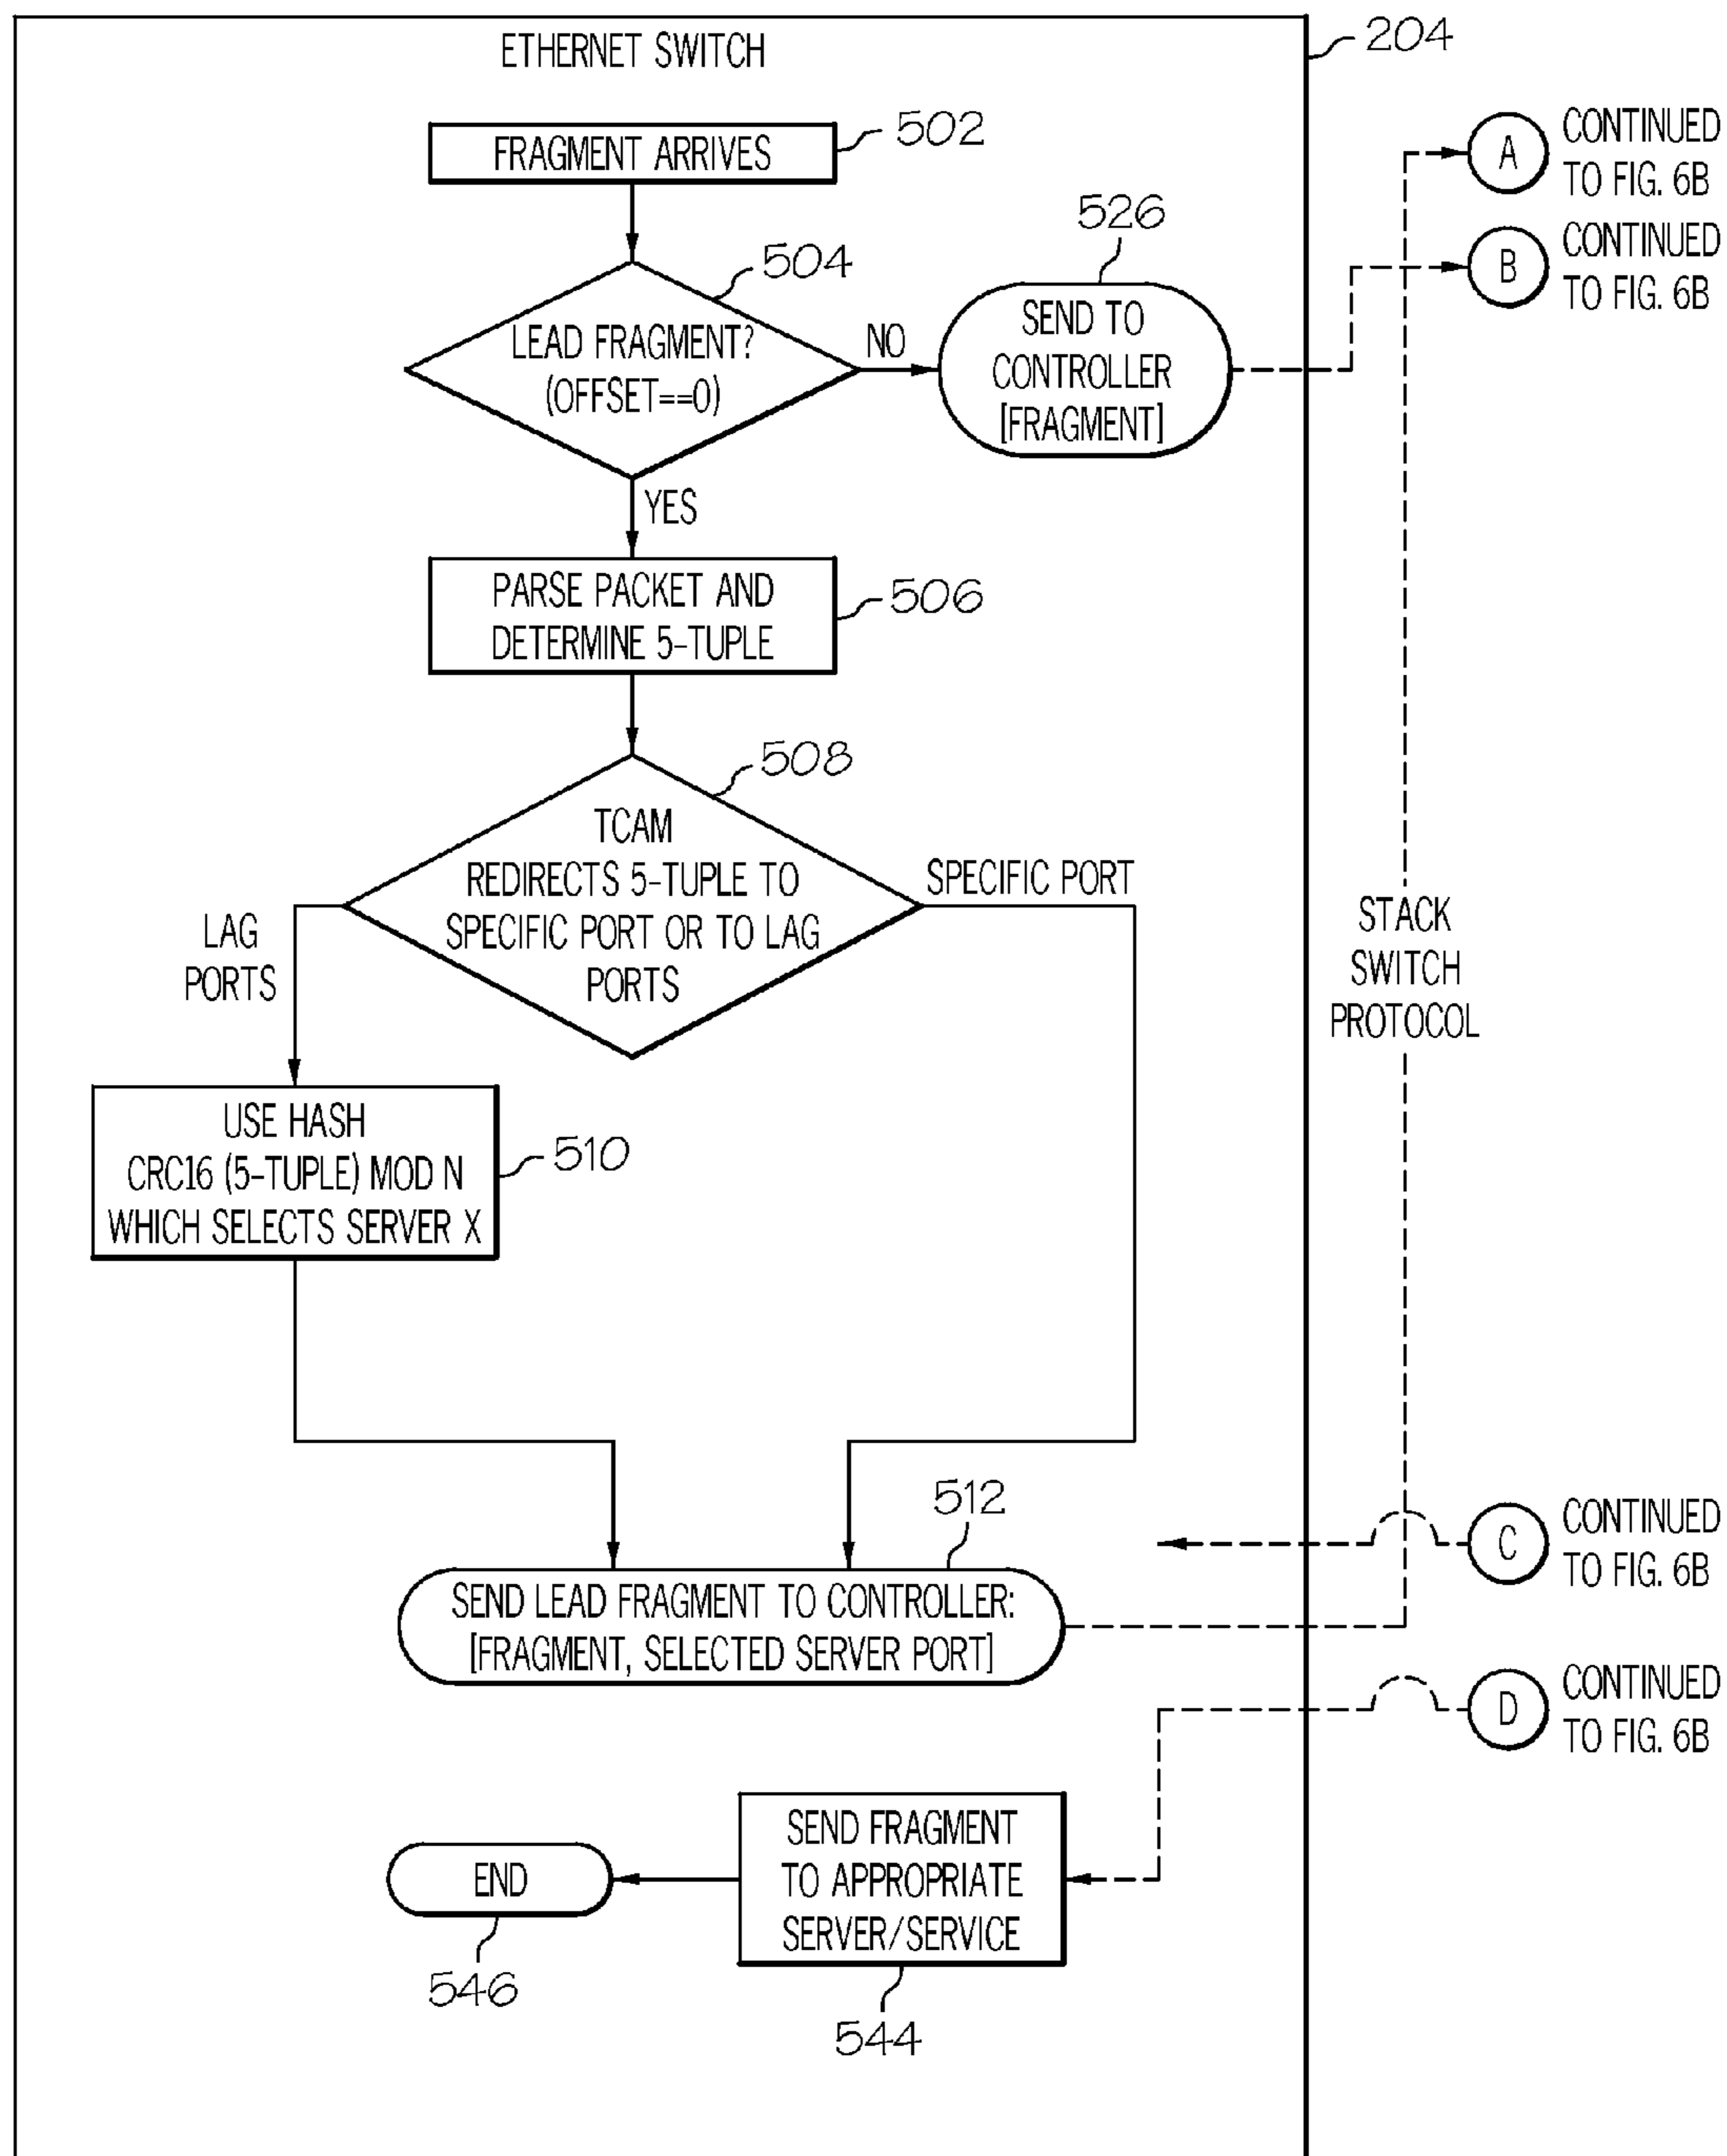 ETHERNET SWITCH
204
FRAGMENT ARRIVES
502
A
CONTINUED
TO FIG. 6B
B
CONTINUED
TO FIG. 6B
504
LEAD FRAGMENT?
(OFFSET==0)
NO
526
SEND TO
CONTROLLER
[FRAGMENT]
YES
PARSE PACKET AND
DETERMINE 5-TUPLE
506
508
TCAM
REDIRECTS 5-TUPLE TO
SPECIFIC PORT OR TO LAG
PORTS
SPECIFIC PORT
LAG
PORTS
STACK
SWITCH
PROTOCOL
USE HASH
CRC16 (5-TUPLE) MOD N
WHICH SELECTS SERVER X
510
512
SEND LEAD FRAGMENT TO CONTROLLER:
[FRAGMENT, SELECTED SERVER PORT]
C
CONTINUED
TO FIG. 6B
D
CONTINUED
TO FIG. 6B
SEND FRAGMENT
TO APPROPRIATE
SERVER/SERVICE
544
END
546